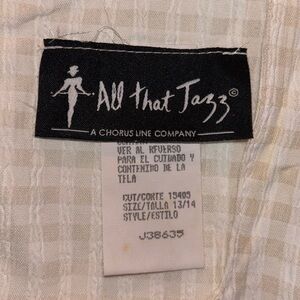 All that Jazz©
A CHORUS LINE COMPANY
VER AL REVERSO
PARA EL CUIDADO Y
CONTENIDO DE LA
TELA
CUT/CORTE 15405
SIZE/TALLA 13/14
STYLE/ESTILO
J38635